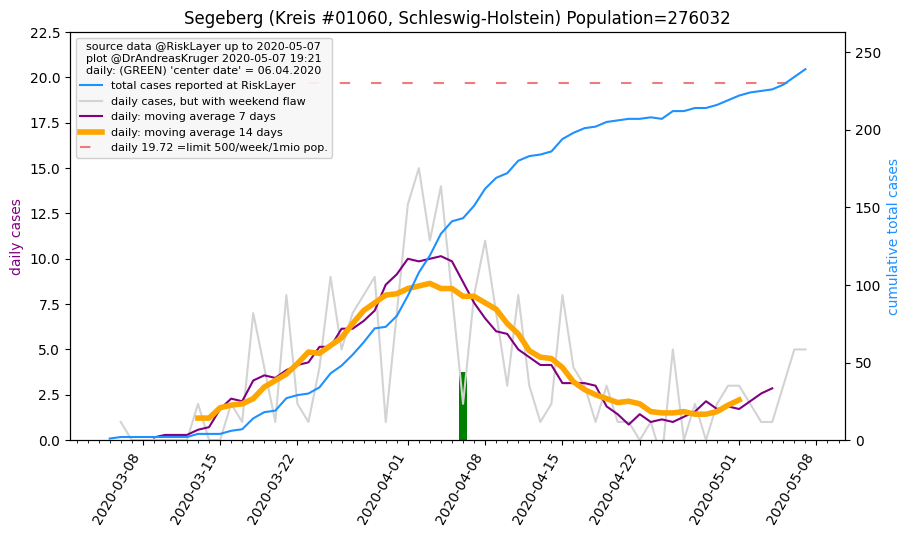 Segeberg (Kreis #01060, Schleswig-Holstein) Population=276032
source data @RiskLayer up to 2020-05-07
plot @DrAndreasKruger 2020-05-07 19:21
daily: (GREEN) 'center date' = 06.04.2020
total cases reported at RiskLayer
daily cases, but with weekend flaw
daily: moving average 7 days
daily: moving average 14 days
daily 19.72 =limit 500/week/1mio pop.
daily cases
22.5
20.0
17.5
15.0
12.5
10.0
7.5
5.0
2.5
0.0
250
200
150
100
50
0
cumulative total cases
2020-03-08
2020-03-15
2020-03-22
2020-04-01
2020-04-08
2020-04-15
2020-04-22
2020-05-01
2020-05-08